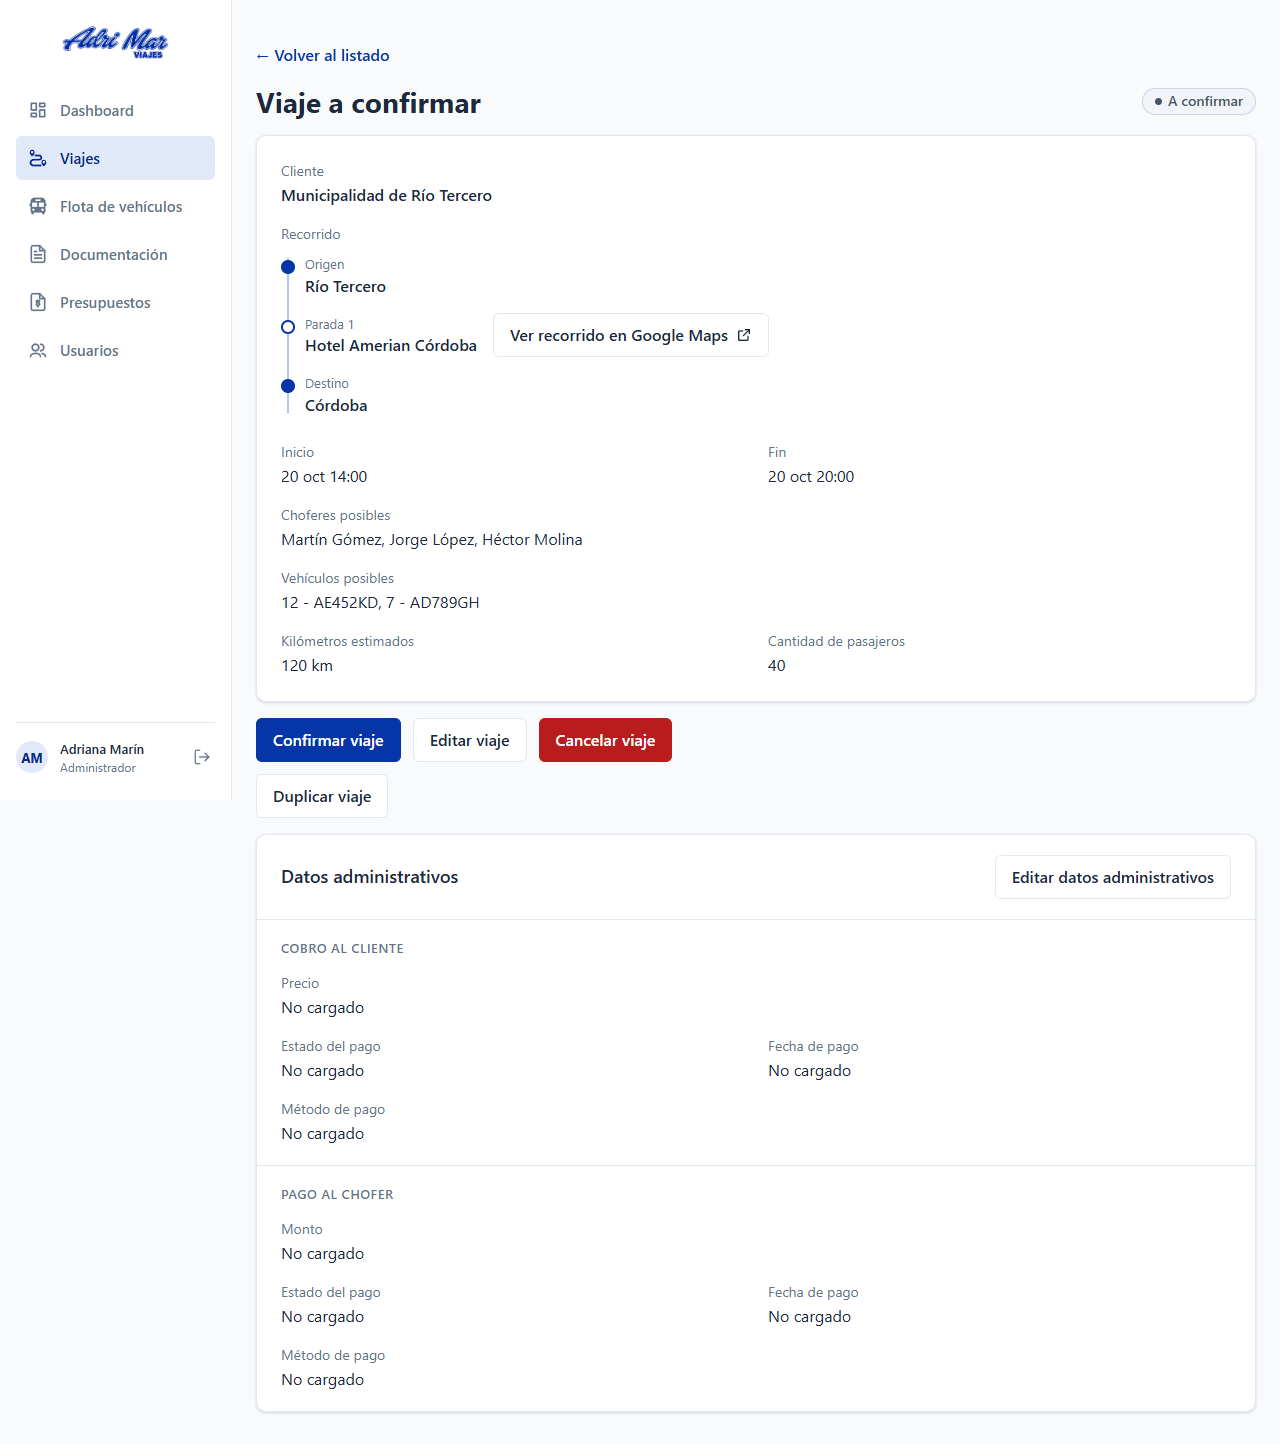 Adri Mar
VIAJES
Dashboard
Viajes
Flota de vehículos
Documentación
Presupuestos
Usuarios
AM
Adriana Marín
Administrador
← Volver al listado
Viaje a confirmar
A confirmar
Cliente
Municipalidad de Río Tercero
Recorrido
Origen
Río Tercero
Parada 1
Hotel Amerian Córdoba
Ver recorrido en Google Maps
Destino
Córdoba
Inicio
20 oct 14:00
Fin
20 oct 20:00
Choferes posibles
Martín Gómez, Jorge López, Héctor Molina
Vehículos posibles
12 - AE452KD, 7 - AD789GH
Kilómetros estimados
120 km
Cantidad de pasajeros
40
Confirmar viaje
Editar viaje
Cancelar viaje
Duplicar viaje
Datos administrativos
Editar datos administrativos
COBRO AL CLIENTE
Precio
No cargado
Estado del pago
No cargado
Fecha de pago
No cargado
Método de pago
No cargado
PAGO AL CHOFER
Monto
No cargado
Estado del pago
No cargado
Fecha de pago
No cargado
Método de pago
No cargado